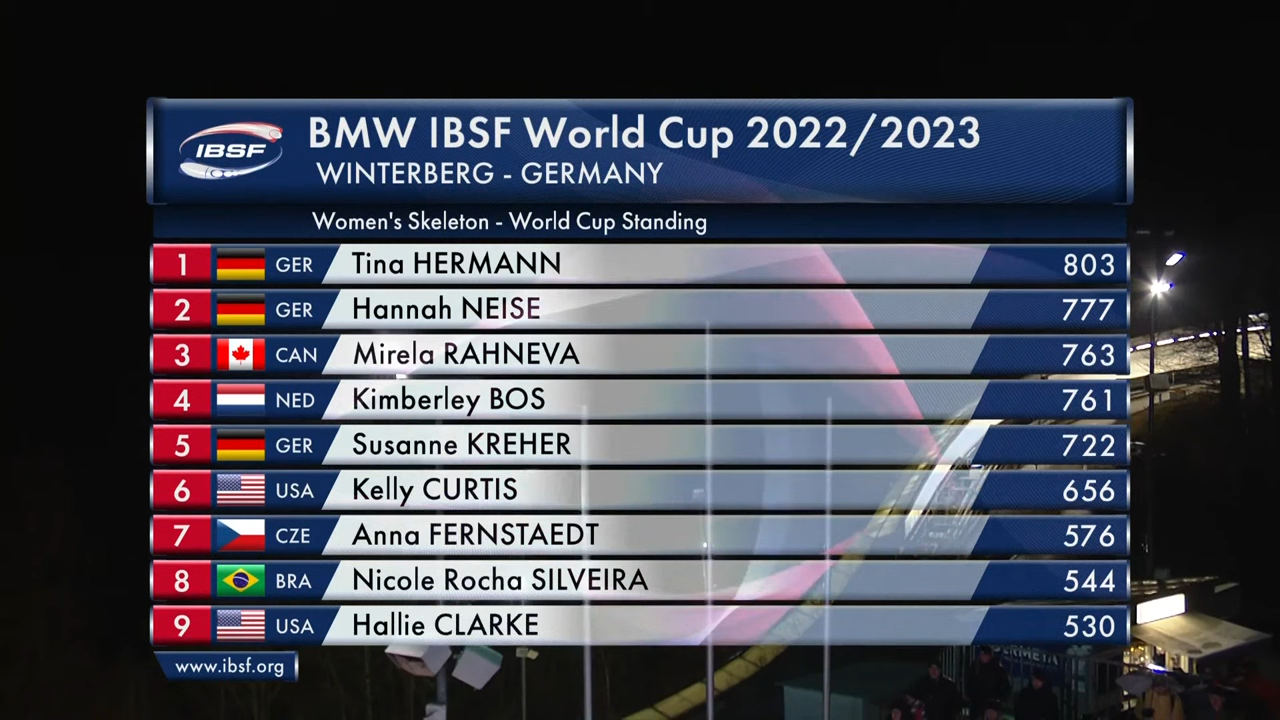 IBSF
BMW IBSF World Cup 2022/2023
WINTERBERG - GERMANY
Women's Skeleton - World Cup Standing
1 GER Tina HERMANN 803
2 GER Hannah NEISE 777
3 CAN Mirela RAHNEVA 763
4 NED Kimberley BOS 761
5 GER Susanne KREHER 722
6 USA Kelly CURTIS 656
7 CZE Anna FERNSTAEDT 576
8 BRA Nicole Rocha SILVEIRA 544
9 USA Hallie CLARKE 530
www.ibsf.org